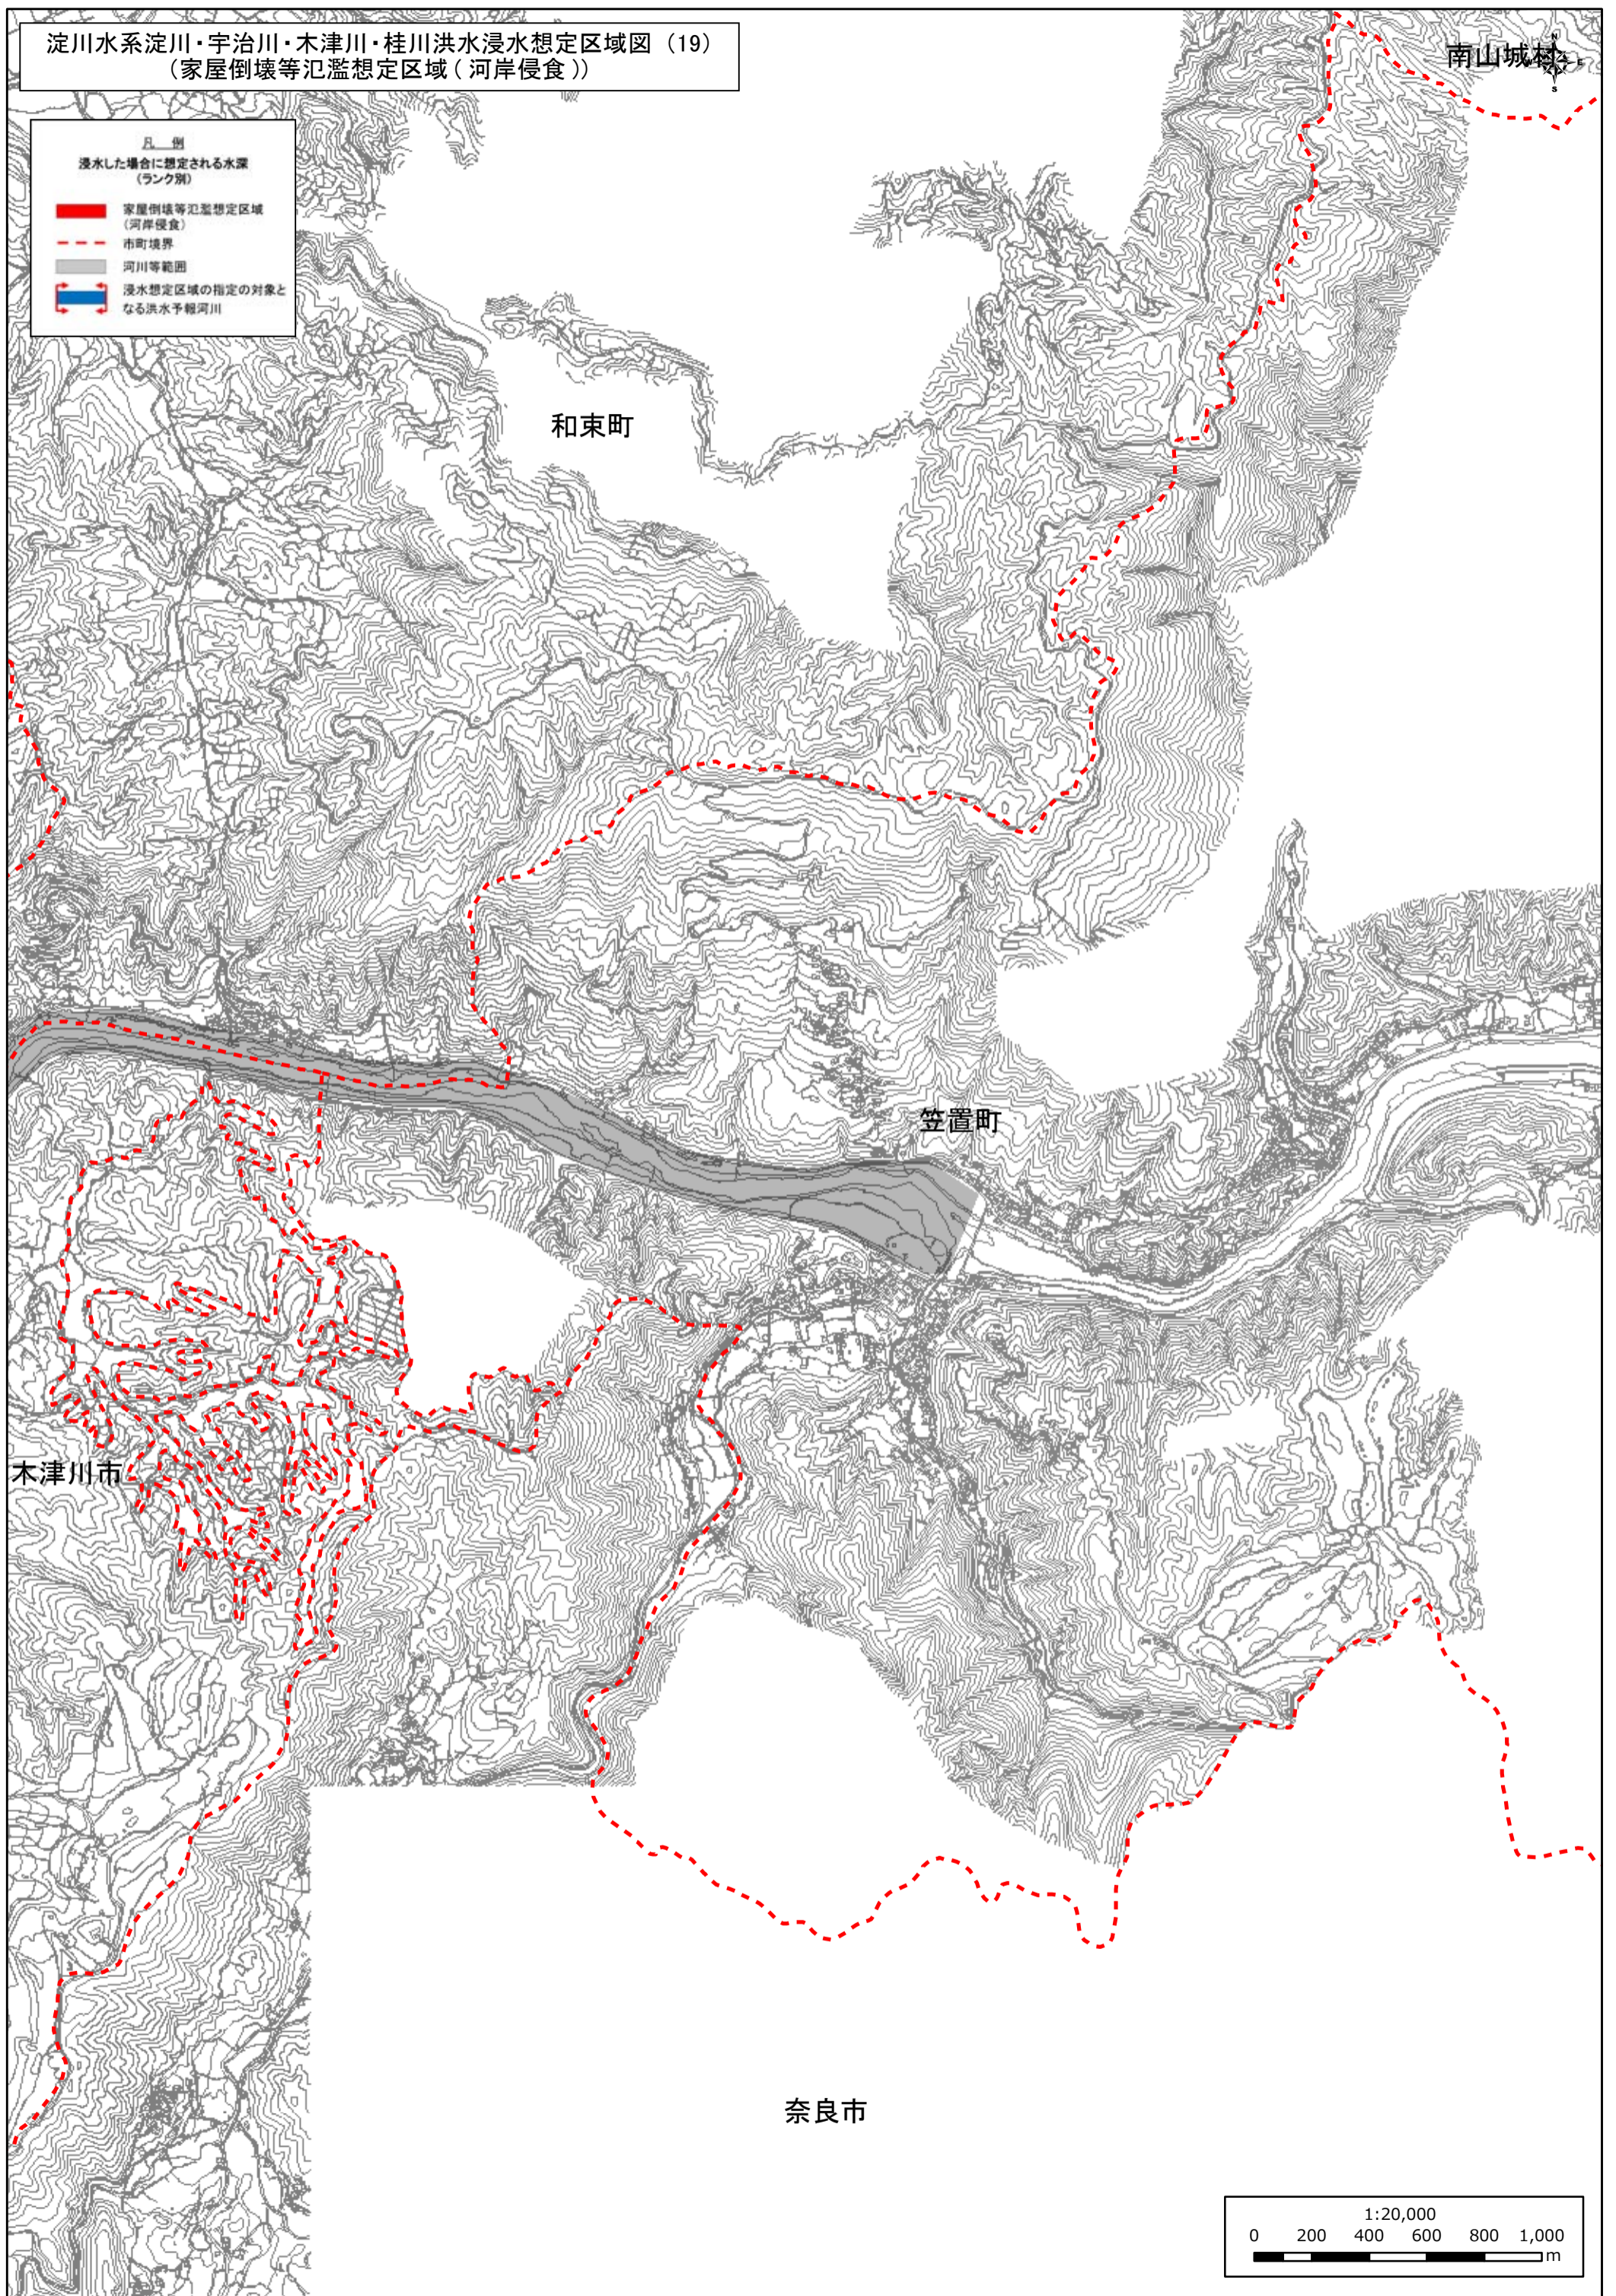 淀川水系淀川・宇治川・木津川・桂川洪水浸水想定区域図（19）
（家屋倒壊等氾濫想定区域(河岸侵食)）
凡 例
浸水した場合に想定される水深
（ランク別）
家屋倒壊等氾濫想定区域
（河岸侵食）
市町境界
河川等範囲
浸水想定区域の指定の対象と
なる洪水予報河川
南山城村
N
E
S
和束町
笠置町
木津川市
奈良市
1:20,000
0 200 400 600 800 1,000
m